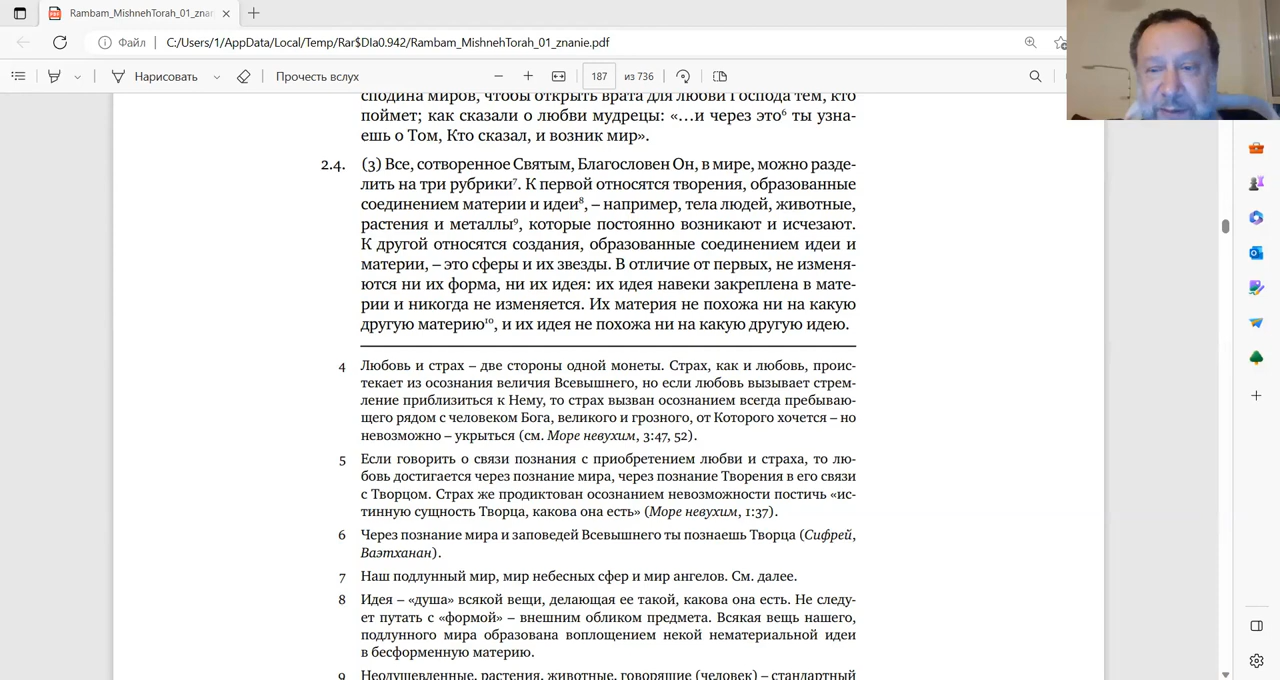 Rambam_MishnehTorah_01_zna
Файл
C:/Users/1/AppData/Local/Temp/Rar$DIa0.942/Rambam_MishnehTorah_01_znanie.pdf
Нарисовать
Прочесть вслух
187 из 736
сподина миров, чтобы открыть врата для любви Господа тем, кто
поймет; как сказали о любви мудрецы: «…и через это⁶ ты узна-
ешь о Том, Кто сказал, и возник мир».
2.4. (3) Все, сотворенное Святым, Благословен Он, в мире, можно разде-
лить на три рубрики⁷. К первой относятся творения, образованные
соединением материи и идеи⁸, – например, тела людей, животные,
растения и металлы⁹, которые постоянно возникают и исчезают.
К другой относятся создания, образованные соединением идеи и
материи, – это сферы и их звезды. В отличие от первых, не изменя-
ются ни их форма, ни их идея: их идея навеки закреплена в мате-
рии и никогда не изменяется. Их материя не похожа ни на какую
другую материю¹⁰, и их идея не похожа ни на какую другую идею.
4 Любовь и страх – две стороны одной монеты. Страх, как и любовь, проис-
текает из осознания величия Всевышнего, но если любовь вызывает стрем-
ление приблизиться к Нему, то страх вызван осознанием всегда пребываю-
щего рядом с человеком Бога, великого и грозного, от Которого хочется – но
невозможно – укрыться (см. Море невухим, 3:47, 52).
5 Если говорить о связи познания с приобретением любви и страха, то лю-
бовь достигается через познание мира, через познание Творения в его связи
с Творцом. Страх же продиктован осознанием невозможности постичь «ис-
тинную сущность Творца, какова она есть» (Море невухим, 1:37).
6 Через познание мира и заповедей Всевышнего ты познаешь Творца (Сифрей,
Ваэтханан).
7 Наш подлунный мир, мир небесных сфер и мир ангелов. См. далее.
8 Идея – «душа» всякой вещи, делающая ее такой, какова она есть. Не следу-
ет путать с «формой» – внешним обликом предмета. Всякая вещь нашего,
подлунного мира образована воплощением некой нематериальной идеи
в бесформенную материю.
9 Неодушевленные, растения, животные, говорящие (человек) – стандартный